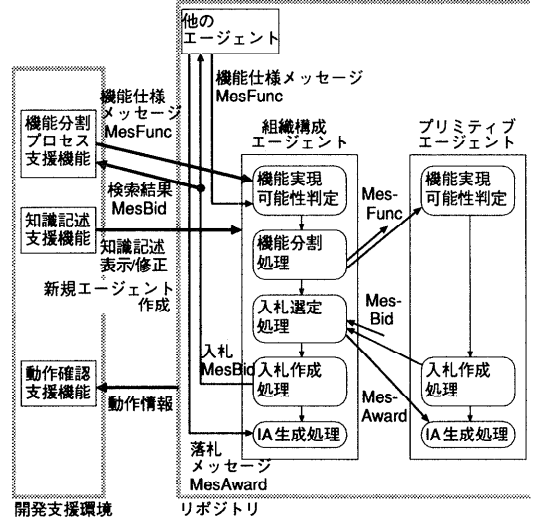 他の
エージェント
機能仕様
メッセージ
MesFunc
機能仕様メッセージ
MesFunc
機能分割
プロセス
支援機能
組織構成
エージェント
プリミティブ
エージェント
機能実現
可能性判定
機能実現
可能性判定
Mes-
Func
検索結果
MesBid
知識記述
支援機能
知識記述
表示/修正
機能分割
処理
新規エージェント
作成
入札選定
処理
Mes-
Bid
入札
MesBid
入札作成
処理
入札作成
処理
動作確認
支援機能
動作情報
Mes-
Award
IA生成処理
IA生成処理
落札
メッセージ
MesAward
開発支援環境
リポジトリ